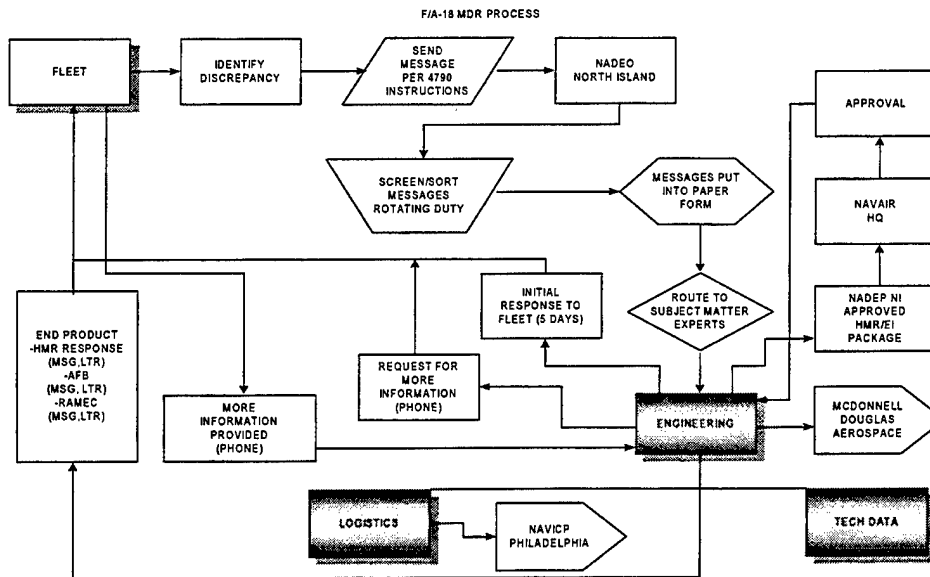 F/A-18 MDR PROCESS
FLEET
IDENTIFY
DISCREPANCY
SEND
MESSAGE
PER 4790
INSTRUCTIONS
NADEO
NORTH ISLAND
APPROVAL
SCREEN/SORT
MESSAGES
ROTATING DUTY
MESSAGES PUT
INTO PAPER
FORM
NAVAIR
HQ
INITIAL
RESPONSE TO
FLEET (5 DAYS)
ROUTE TO
SUBJECT MATTER
EXPERTS
NADEP NI
APPROVED
HMR/EI
PACKAGE
END PRODUCT
-HMR RESPONSE
(MSG,LTR)
-AFB
(MSG, LTR)
-RAMEC
(MSG,LTR)
REQUEST FOR
MORE
INFORMATION
(PHONE)
MORE
INFORMATION
PROVIDED
(PHONE)
ENGINEERING
MCDONNELL
DOUGLAS
AEROSPACE
LOGISTICS
NAVICP
PHILADELPHIA
TECH DATA